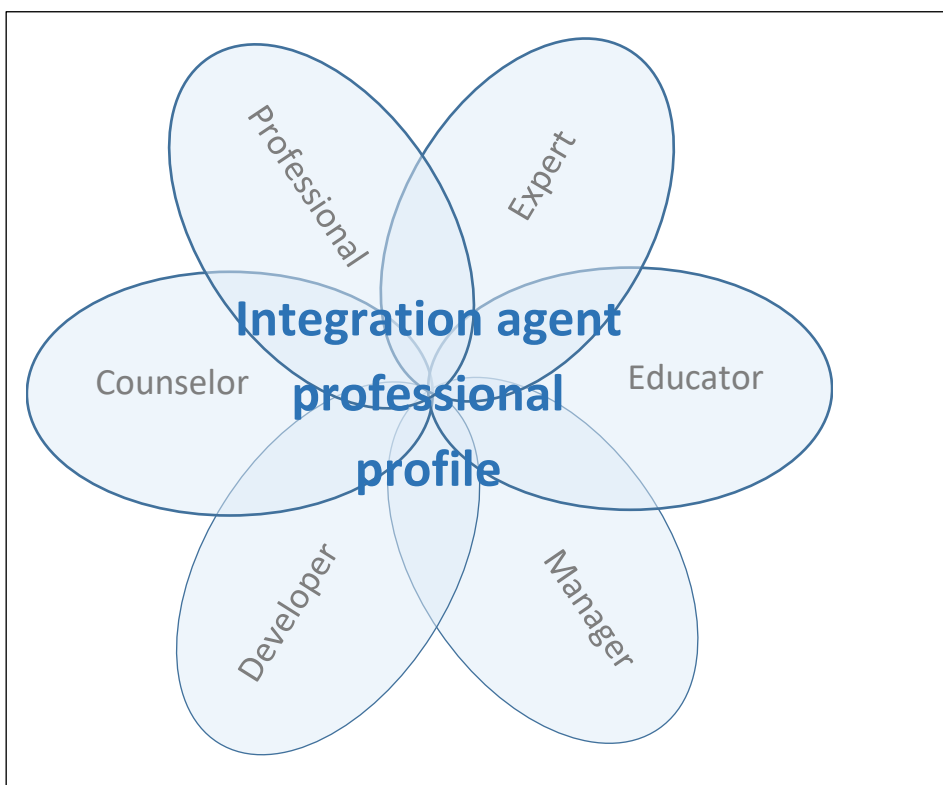 Professional
Expert
Integration agent
professional
profile
Counselor
Educator
Developer
Manager